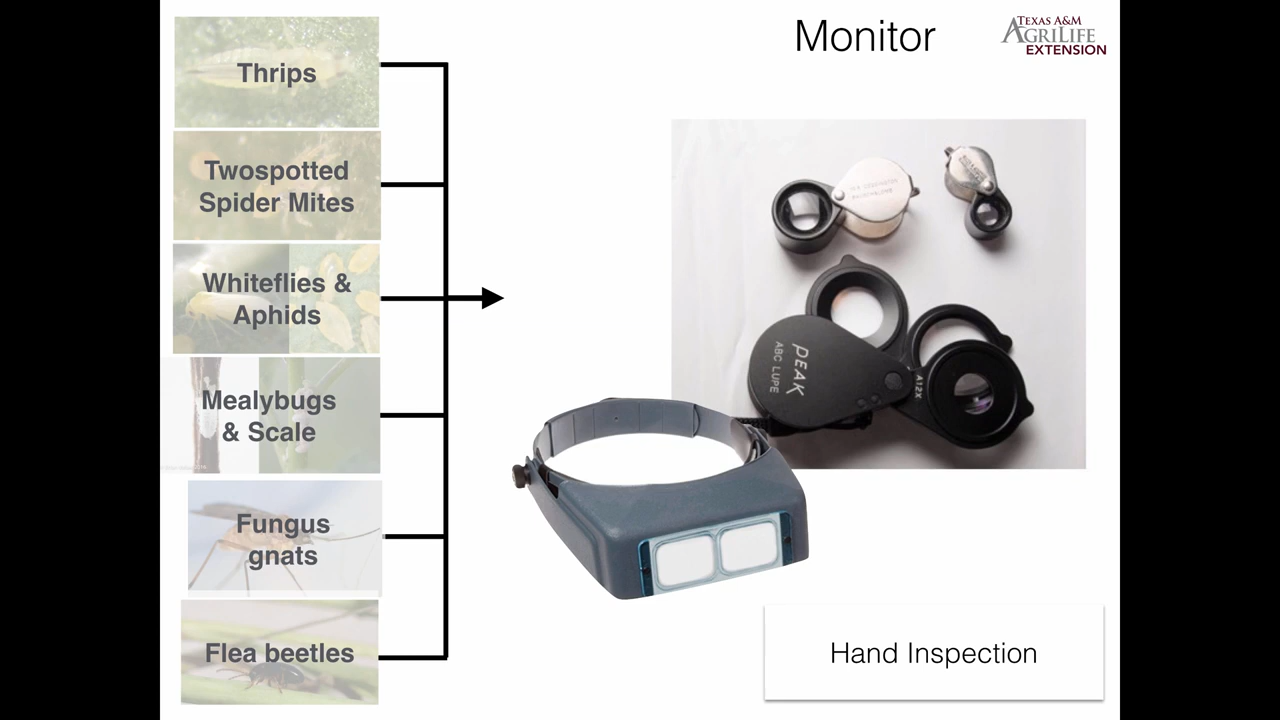 Monitor
TEXAS A&M
AGRILIFE
EXTENSION
Thrips
Twospotted
Spider Mites
Whiteflies &
Aphids
Mealybugs
& Scale
Fungus
gnats
Flea beetles
PEAK
ABC LUPE
A12X
Hand Inspection